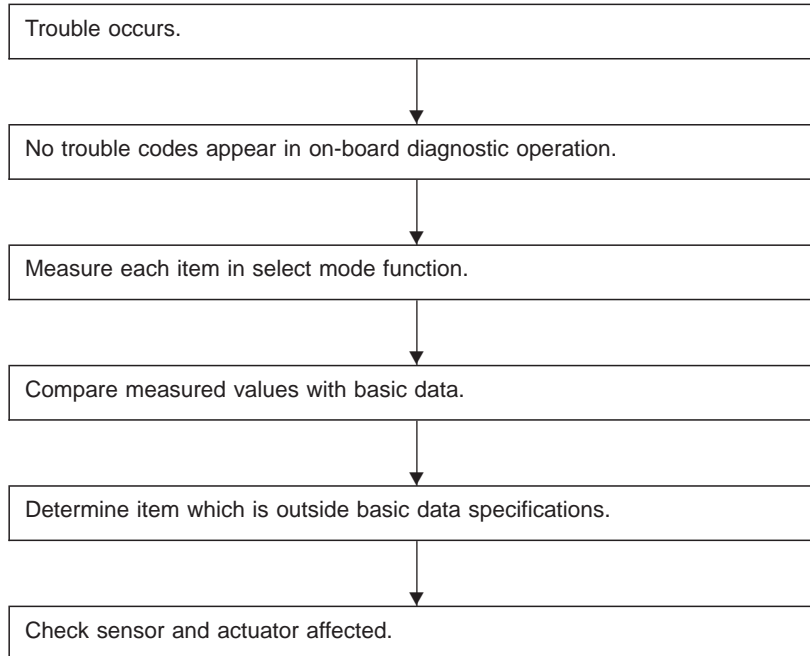 Trouble occurs.
No trouble codes appear in on-board diagnostic operation.
Measure each item in select mode function.
Compare measured values with basic data.
Determine item which is outside basic data specifications.
Check sensor and actuator affected.